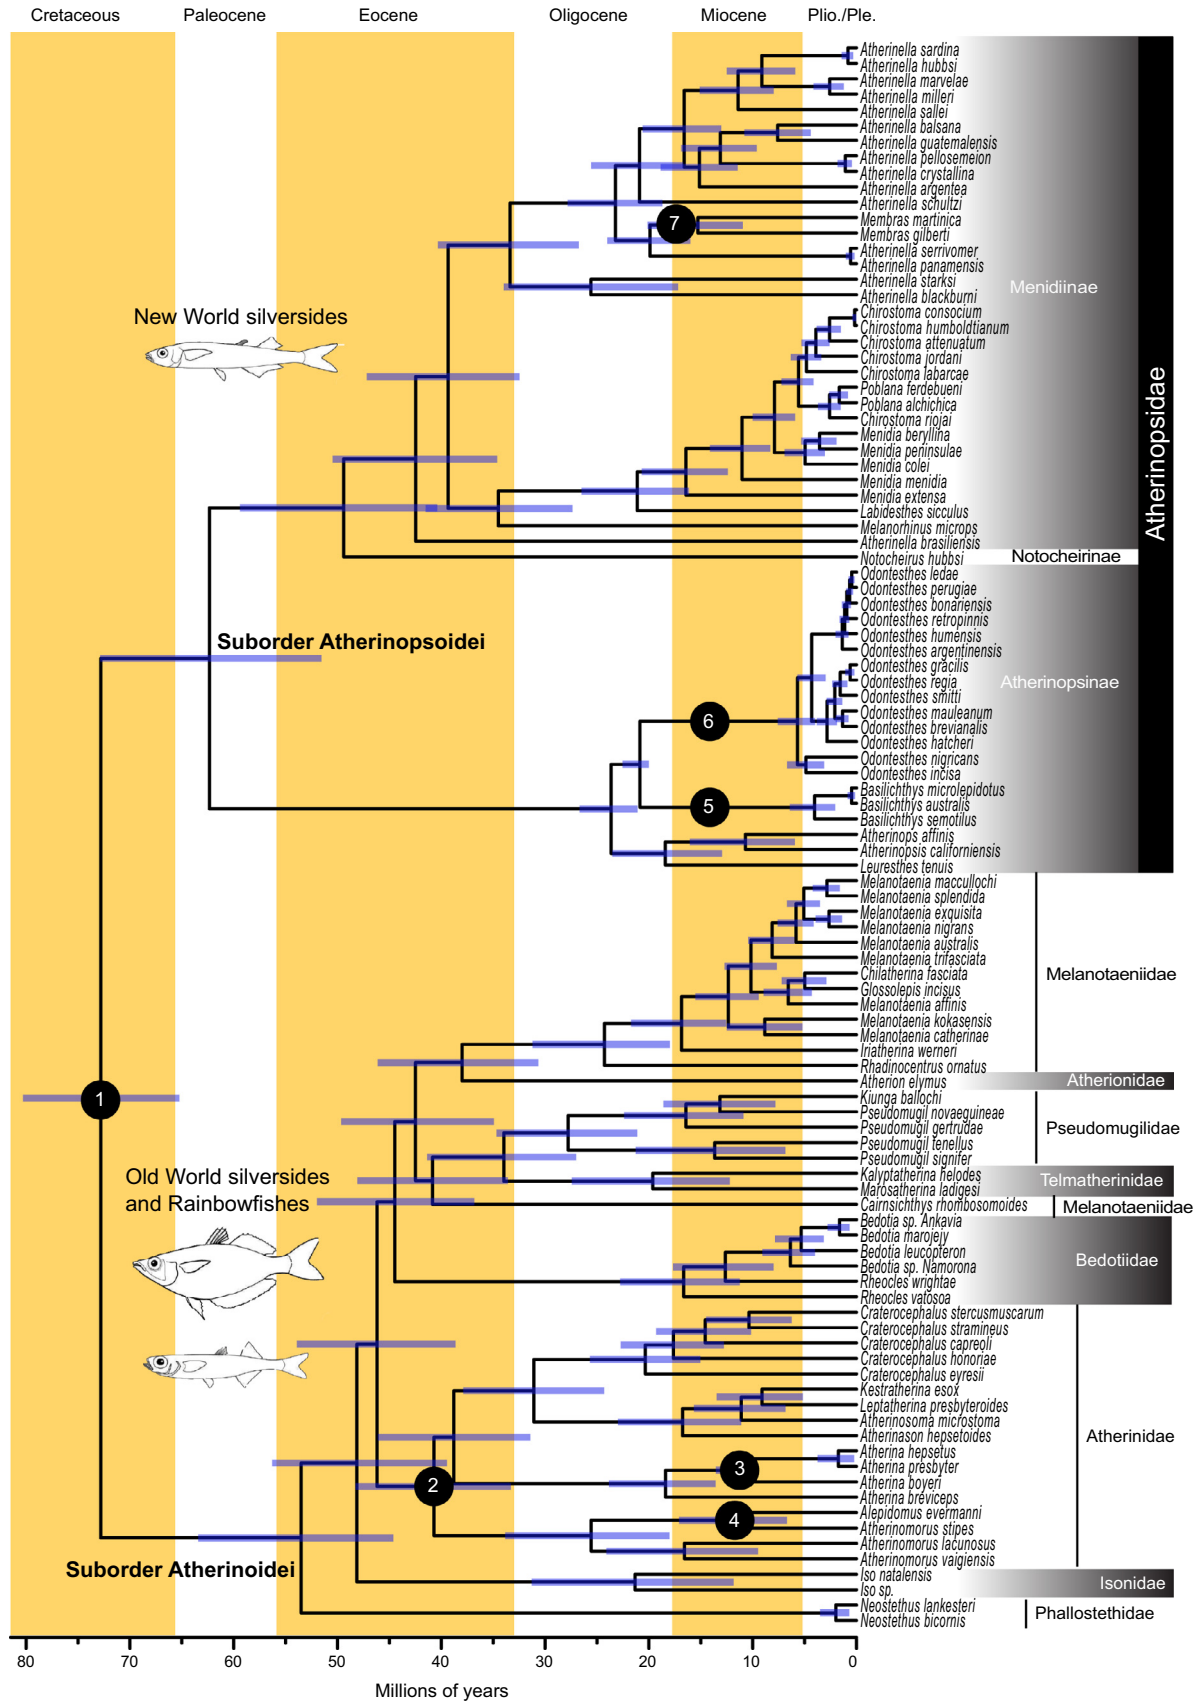 Cretaceous Paleocene Eocene Oligocene Miocene Plio./Ple.
Atherinella sardina
Atherinella hubbsi
Atherinella marvelae
Atherinella milleri
Atherinella sallei
Atherinella balsana
Atherinella guatemalensis
Atherinella pellosemeion
Atherinella crystallina
Atherinella argentea
Atherinella schultzi
Membras martinica
7
Membras gilberti
Atherinella serrivomer
Atherinella panamensis
Atherinella starksi
Menidiinae
Atherinella blackburni
New World silversides
Chirostoma consocium
Chirostoma humboldtianum
Chirostoma attenuatum
Chirostoma jordani
Chirostoma labarcae
Poblana ferdebueni
Poblana alchichica
Chirostoma riojai
Menidia beryllina
Menidia peninsulae
Menidia colei
Menidia menidia
Menidia extensa
Labidesthes sicculus
Melanorhinus microps
Atherinella brasiliensis
Notocheirus hubbsi
Notocheirinae
Atherinopsidae
Odontesthes ledae
Odontesthes perugiae
Odontesthes bonariensis
Odontesthes retropinnis
Odontesthes humensis
Suborder Atherinopsoidei
Odontesthes argentinensis
Odontesthes gracilis
Odontesthes regia
Atherinopsinae
Odontesthes smitti
Odontesthes mauleanum
6
Odontesthes brevianalis
Odontesthes hatcheri
Odontesthes nigricans
Odontesthes incisa
Basilichthys microlepidotus
5
Basilichthys australis
Basilichthys semotilus
Atherinops affinis
Atherinopsis californiensis
Leuresthes tenuis
Melanotaenia maccullochi
Melanotaenia splendida
Melanotaenia exquisita
Melanotaenia nigrans
Melanotaenia australis
Melanotaenia trifasciata
Chilatherina fasciata
Melanotaeniidae
Glossolepis incisus
Melanotaenia affinis
Melanotaenia kokasensis
Melanotaenia catherinae
Iriatherina werneri
Rhadinocentrus ornatus
Atherion elymus
Atherionidae
1
Kiunga ballochi
Pseudomugil novaeguineae
Pseudomugil gertrudae
Pseudomugilidae
Pseudomugil tenellus
Pseudomugil signifer
Old World silversides
and Rainbowfishes
Kalyptatherina helodes
Telmatherinidae
Marosatherina ladigesi
Cairnsichthys rhombosomoides
Melanotaeniidae
Bedotia sp. Ankavia
Bedotia marojejy
Bedotia leucopteron
Bedotiidae
Bedotia sp. Namorona
Rheocles wrightae
Rheocles vatosoa
Craterocephalus stercusmuscarum
Craterocephalus stramineus
Craterocephalus capreoli
Craterocephalus honoriae
Craterocephalus eyresii
Kestratherina esox
Leptatherina presbyteroides
Atherinosoma microstoma
Atherinason hepsetoides
Atherinidae
Atherina hepsetus
Atherina presbyter
3
2
Atherina boyeri
Atherina breviceps
Alepidomus evermanni
4
Atherinomorus stipes
Atherinomorus lacunosus
Atherinomorus vaigiensis
Suborder Atherinoidei
Iso natalensis
Isonidae
Iso sp.
Neostethus lankesteri
Phallostethidae
Neostethus bicornis
80 70 60 50 40 30 20 10 0
Millions of years